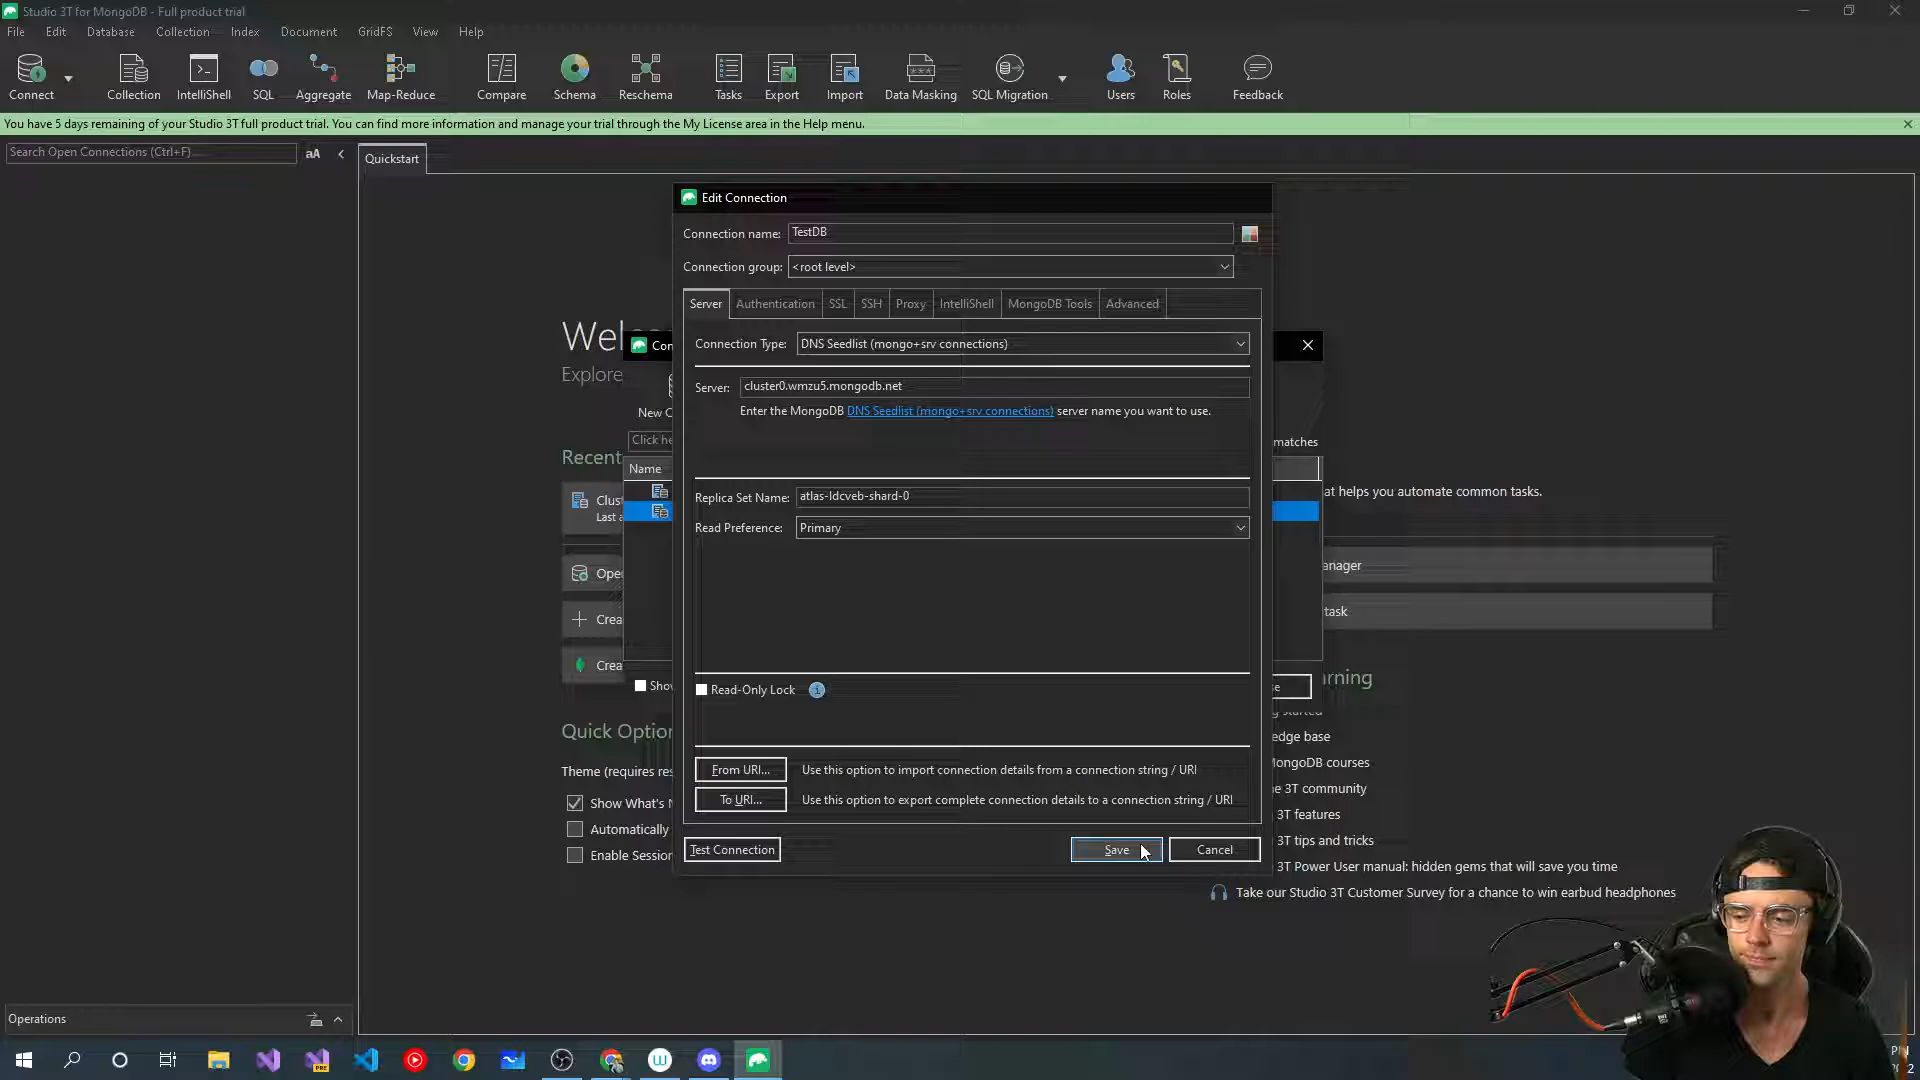 Studio 3T for MongoDB - Full product trial
File Edit Database Collection Index Document GridFS View Help
Connect Collection IntelliShell SQL Aggregate Map-Reduce Compare Schema Reschema Tasks Export Import Data Masking SQL Migration Users Roles Feedback
You have 5 days remaining of your Studio 3T full product trial. You can find more information and manage your trial through the My License area in the Help menu.
Search Open Connections (Ctrl+F) aA
Quickstart
Edit Connection
Connection name: TestDB
Connection group: <root level>
Server Authentication SSL SSH Proxy IntelliShell MongoDB Tools Advanced
Connection Type: DNS Seedlist (mongo+srv connections)
Server: cluster0.wmzu5.mongodb.net
Enter the MongoDB DNS Seedlist (mongo+srv connections) server name you want to use.
Replica Set Name: atlas-ldcveb-shard-0
Read Preference: Primary
Read-Only Lock
From URI... Use this option to import connection details from a connection string / URI
To URI... Use this option to export complete connection details to a connection string / URI
Test Connection Save Cancel
Explore
New C
Click he
matches
Recent
Name
Clus
Last a
at helps you automate common tasks.
Ope
anager
Crea
task
Crea
Show
rning
Quick Option
edge base
Theme (requires res
MongoDB courses
Show What's N
e 3T community
Automatically
3T features
Enable Session
3T tips and tricks
3T Power User manual: hidden gems that will save you time
Take our Studio 3T Customer Survey for a chance to win earbud headphones
Operations